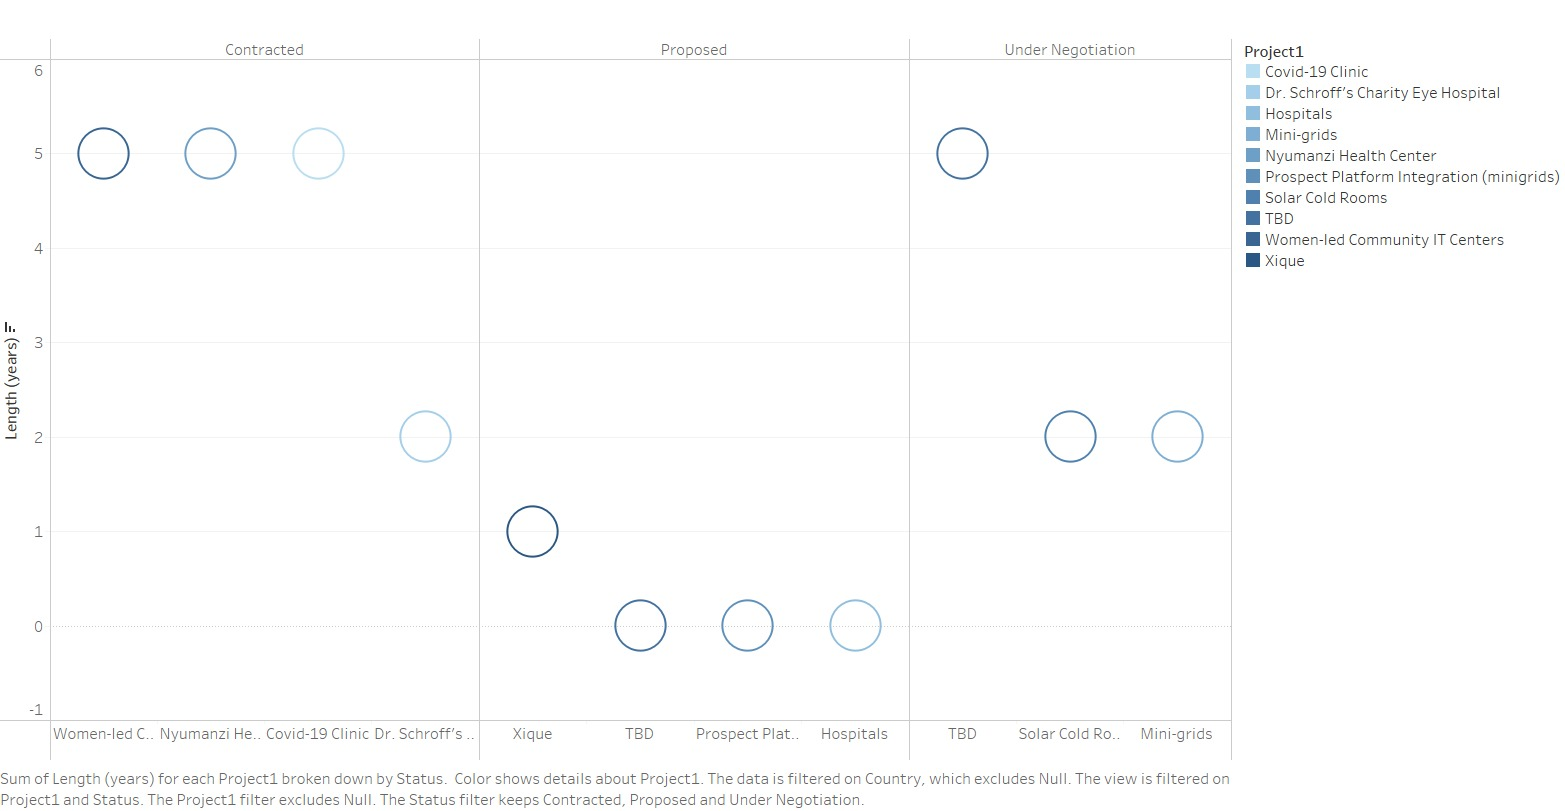 Contracted Proposed Under Negotiation
Project1
Covid-19 Clinic
Dr. Schroff’s Charity Eye Hospital
Hospitals
Mini-grids
Nyumanzi Health Center
Prospect Platform Integration (minigrids)
Solar Cold Rooms
TBD
Women-led Community IT Centers
Xique
6
5
4
3
2
1
0
-1
Length (years)
Women-led C.. Nyumanzi He.. Covid-19 Clinic Dr. Schroff’s .. Xique TBD Prospect Plat.. Hospitals TBD Solar Cold Ro.. Mini-grids
Sum of Length (years) for each Project1 broken down by Status.  Color shows details about Project1. The data is filtered on Country, which excludes Null. The view is filtered on
Project1 and Status. The Project1 filter excludes Null. The Status filter keeps Contracted, Proposed and Under Negotiation.